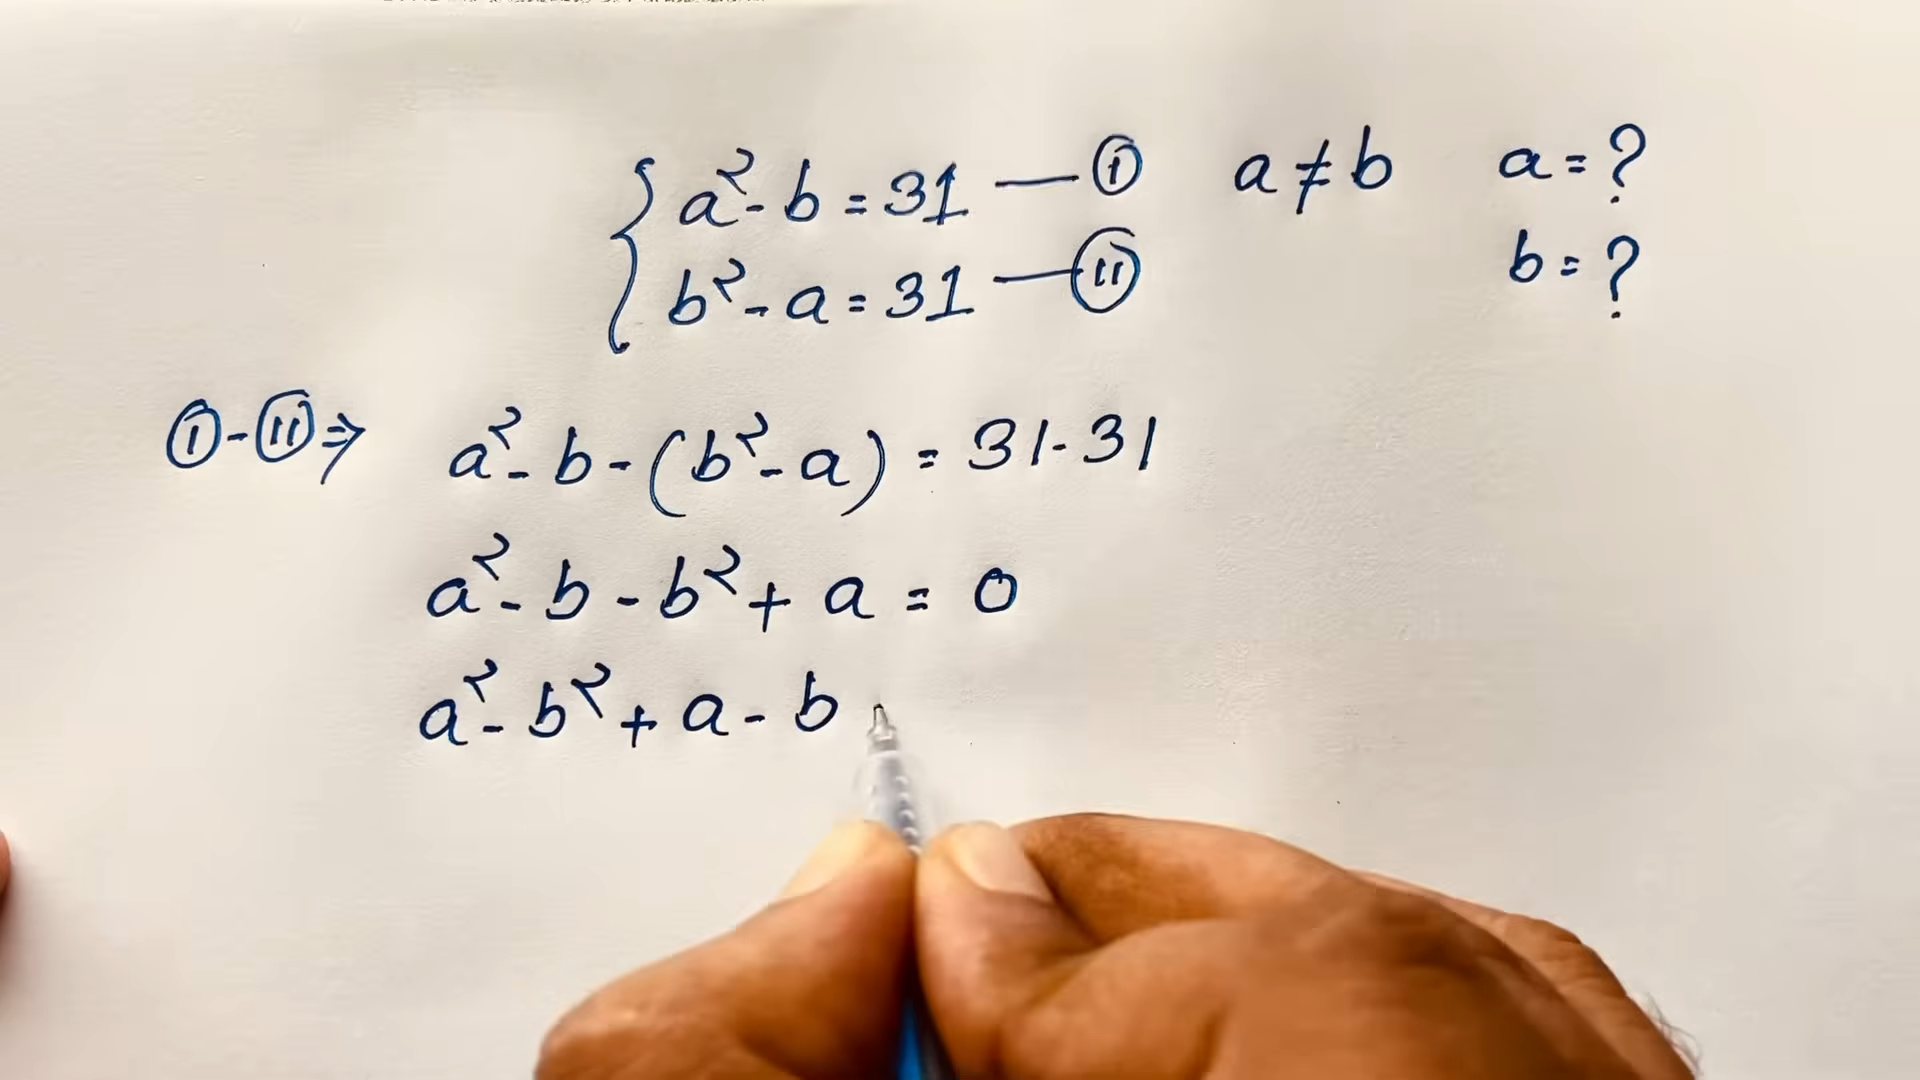 a² - b = 31 — (i) a ≠ b a = ?
b² - a = 31 — (ii) b = ?
(i) - (ii) ⇒ a² - b - (b² - a) = 31 - 31
a² - b - b² + a = 0
a² - b² + a - b